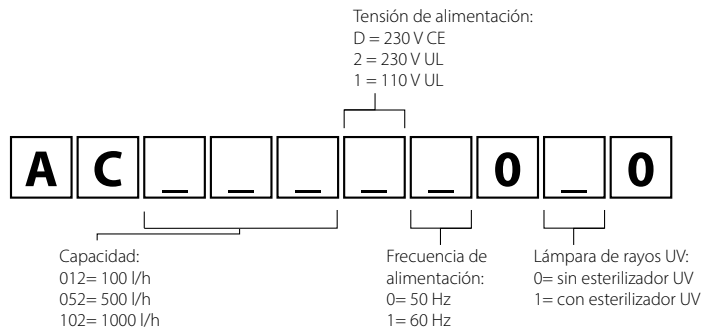 Tensión de alimentación:
D = 230 V CE
2 = 230 V UL
1 = 110 V UL
A C _ _ _ _ _ 0 _ 0
Capacidad:
012= 100 l/h
052= 500 l/h
102= 1000 l/h
Frecuencia de
alimentación:
0= 50 Hz
1= 60 Hz
Lámpara de rayos UV:
0= sin esterilizador UV
1= con esterilizador UV